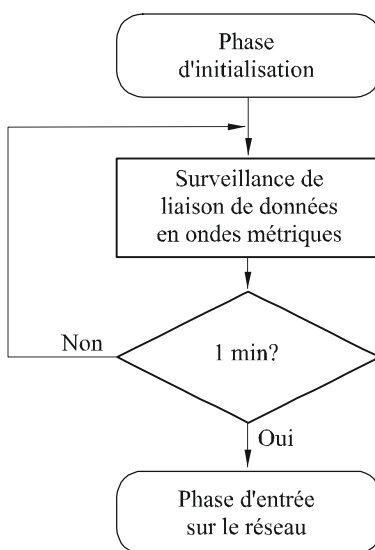 Phase
d'initialisation
Surveillance de
liaison de données
en ondes métriques
Non
1 min?
Oui
Phase d'entrée
sur le réseau